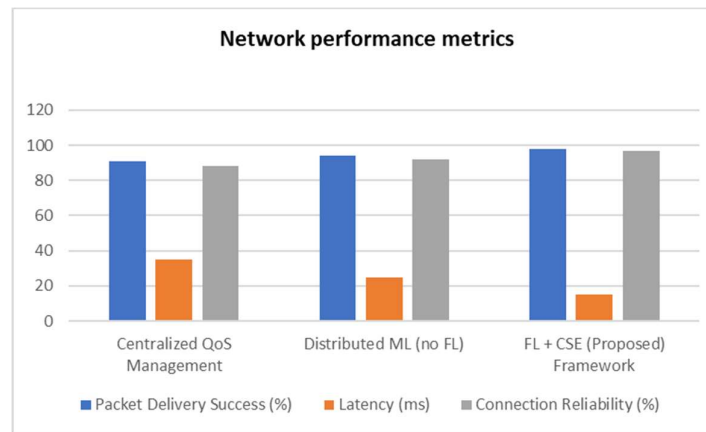 Network performance metrics
120
100
80
60
40
20
0
Centralized QoS
Management
Distributed ML (no FL)
FL + CSE (Proposed)
Framework
Packet Delivery Success (%) Latency (ms) Connection Reliability (%)